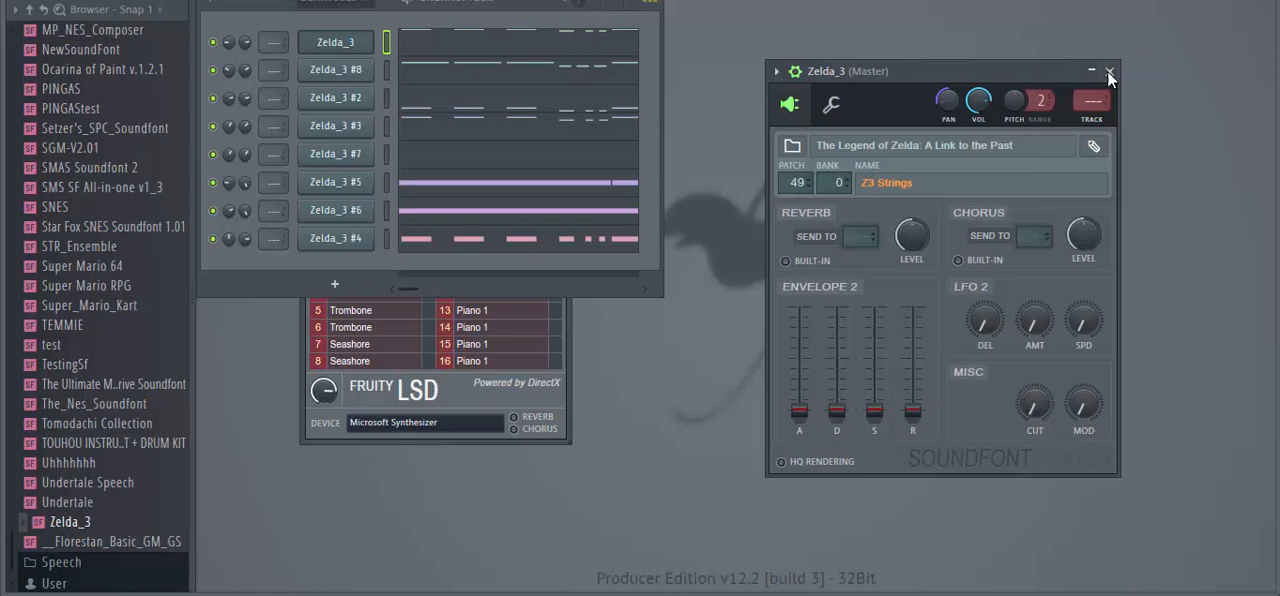 Browser - Snap 1
MP_NES_Composer
NewSoundFont
Ocarina of Paint v.1.2.1
PINGAS
PINGAStest
Setzer's_SPC_Soundfont
SGM-V2.01
SMAS Soundfont 2
SMS SF All-in-one v1_3
SNES
Star Fox SNES Soundfont 1.01
STR_Ensemble
Super Mario 64
Super Mario RPG
Super_Mario_Kart
TEMMIE
test
TestingSf
The Ultimate M..rive Soundfont
The_Nes_Soundfont
Tomodachi Collection
TOUHOU INSTRU..T + DRUM KIT
Uhhhhhhh
Undertale Speech
Undertale
Zelda_3
__Florestan_Basic_GM_GS
Speech
User
Zelda_3
Zelda_3 #8
Zelda_3 #2
Zelda_3 #3
Zelda_3 #7
Zelda_3 #5
Zelda_3 #6
Zelda_3 #4
+
5 Trombone 13 Piano 1
6 Trombone 14 Piano 1
7 Seashore 15 Piano 1
8 Seashore 16 Piano 1
FRUITY LSD Powered by DirectX
DEVICE Microsoft Synthesizer
REVERB
CHORUS
Zelda_3 (Master)
2 ---
PAN VOL PITCH RANGE TRACK
The Legend of Zelda: A Link to the Past
PATCH BANK NAME
49 0 Z3 Strings
REVERB CHORUS
SEND TO --- SEND TO ---
BUILT-IN LEVEL BUILT-IN LEVEL
ENVELOPE 2 LFO 2
DEL AMT SPD
MISC
A D S R CUT MOD
HQ RENDERING SOUNDFONT PLAYER
Producer Edition v12.2 [build 3] - 32Bit